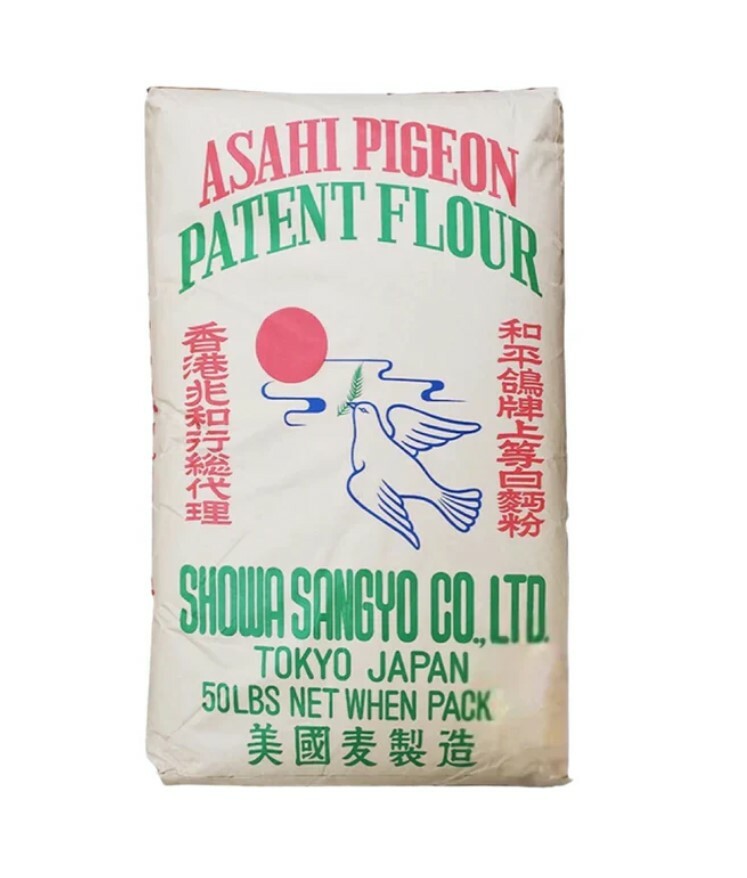 ASAHI PIGEON
PATENT FLOUR
和平鴿牌上等白麵粉
香港兆和行総代理
SHOWA SANGYO CO., LTD.
TOKYO JAPAN
50LBS NET WHEN PACK
美國麦製造